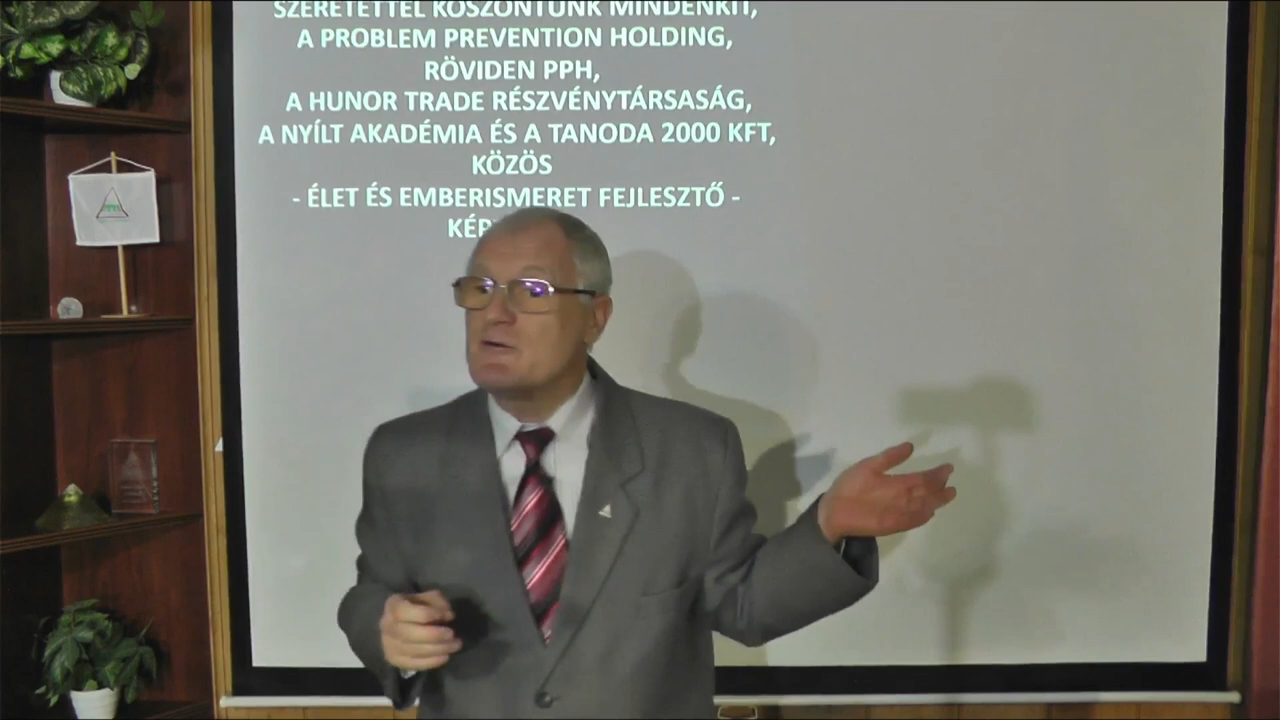 SZERETETTEL KÖSZÖNTÜNK MINDENKIT,
A PROBLEM PREVENTION HOLDING,
RÖVIDEN PPH,
A HUNOR TRADE RÉSZVÉNYTÁRSASÁG,
A NYÍLT AKADÉMIA ÉS A TANODA 2000 KFT,
KÖZÖS
- ÉLET ÉS EMBERISMERET FEJLESZTŐ -